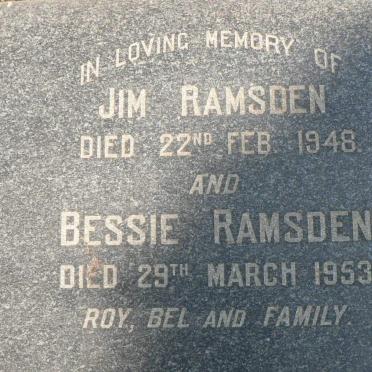 IN LOVING MEMORY OF
JIM RAMSDEN
DIED 22ND FEB. 1948.
AND
BESSIE RAMSDEN
DIED 29TH MARCH 1953
ROY, BEL AND FAMILY.